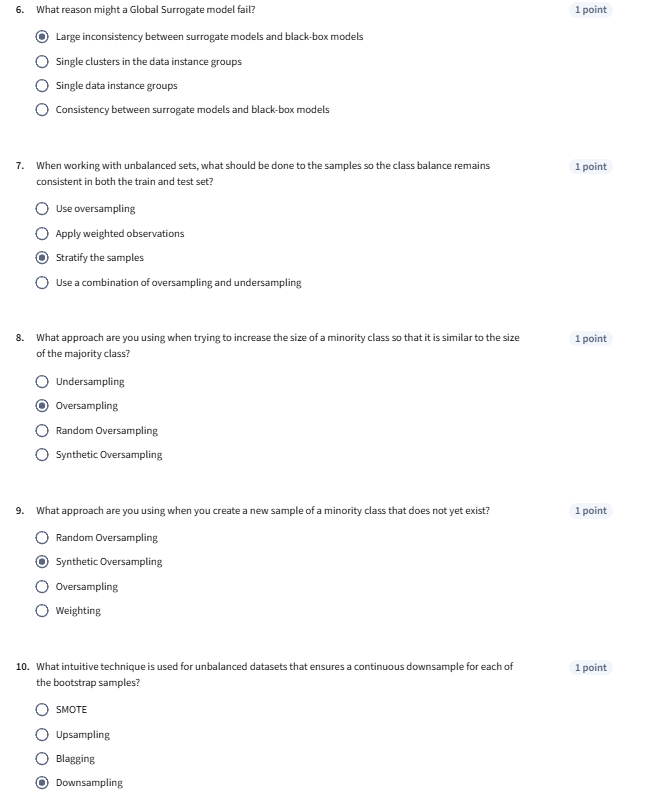 6. What reason might a Global Surrogate model fail? 1 point
Large inconsistency between surrogate models and black-box models
Single clusters in the data instance groups
Single data instance groups
Consistency between surrogate models and black-box models
7. When working with unbalanced sets, what should be done to the samples so the class balance remains 1 point
consistent in both the train and test set?
Use oversampling
Apply weighted observations
Stratify the samples
Use a combination of oversampling and undersampling
8. What approach are you using when trying to increase the size of a minority class so that it is similar to the size 1 point
of the majority class?
Undersampling
Oversampling
Random Oversampling
Synthetic Oversampling
9. What approach are you using when you create a new sample of a minority class that does not yet exist? 1 point
Random Oversampling
Synthetic Oversampling
Oversampling
Weighting
10. What intuitive technique is used for unbalanced datasets that ensures a continuous downsample for each of 1 point
the bootstrap samples?
SMOTE
Upsampling
Blagging
Downsampling